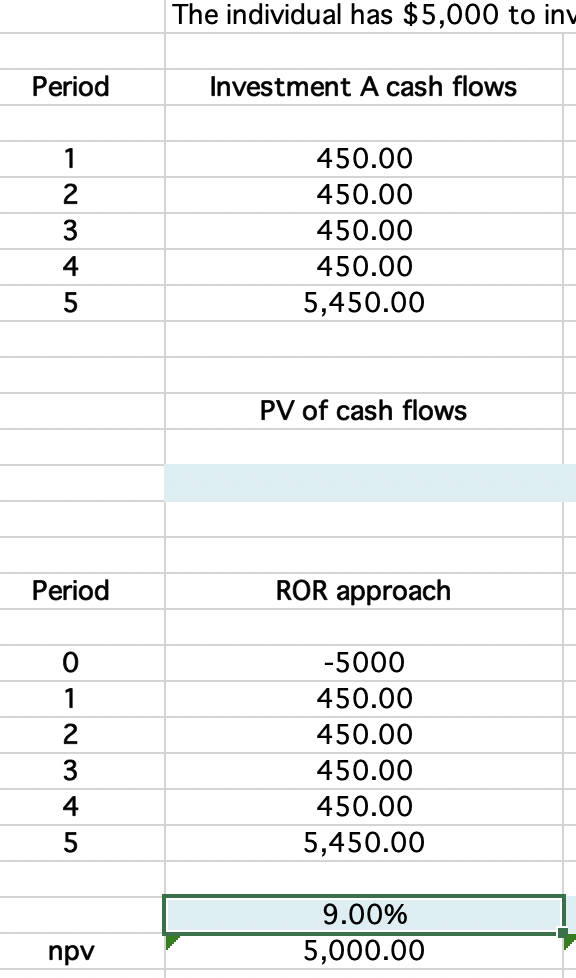 The individual has $5,000 to inv
Period Investment A cash flows
1 450.00
2 450.00
3 450.00
4 450.00
5 5,450.00
PV of cash flows
Period ROR approach
0 -5000
1 450.00
2 450.00
3 450.00
4 450.00
5 5,450.00
9.00%
npv 5,000.00